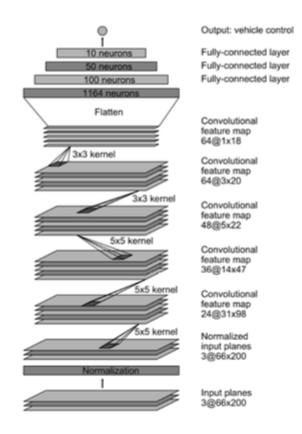 Output: vehicle control
10 neurons
Fully-connected layer
50 neurons
Fully-connected layer
100 neurons
Fully-connected layer
1164 neurons
Flatten
Convolutional
feature map
64@1x18
3x3 kernel
Convolutional
feature map
64@3x20
3x3 kernel
Convolutional
feature map
48@5x22
5x5 kernel
Convolutional
feature map
36@14x47
5x5 kernel
Convolutional
feature map
24@31x98
5x5 kernel
Normalized
input planes
3@66x200
Normalization
Input planes
3@66x200